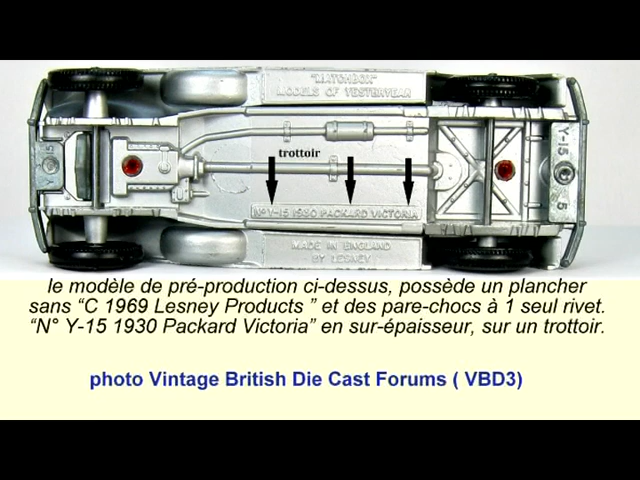 "MATCHBOX"
MODELS OF YESTERYEAR
trottoir
Y-15
5
Nº Y-15 1930 PACKARD VICTORIA
MADE IN ENGLAND
BY LESNEY
le modèle de pré-production ci-dessus, possède un plancher
sans “C 1969 Lesney Products ” et des pare-chocs à 1 seul rivet.
“N° Y-15 1930 Packard Victoria” en sur-épaisseur, sur un trottoir.
photo Vintage British Die Cast Forums ( VBD3)